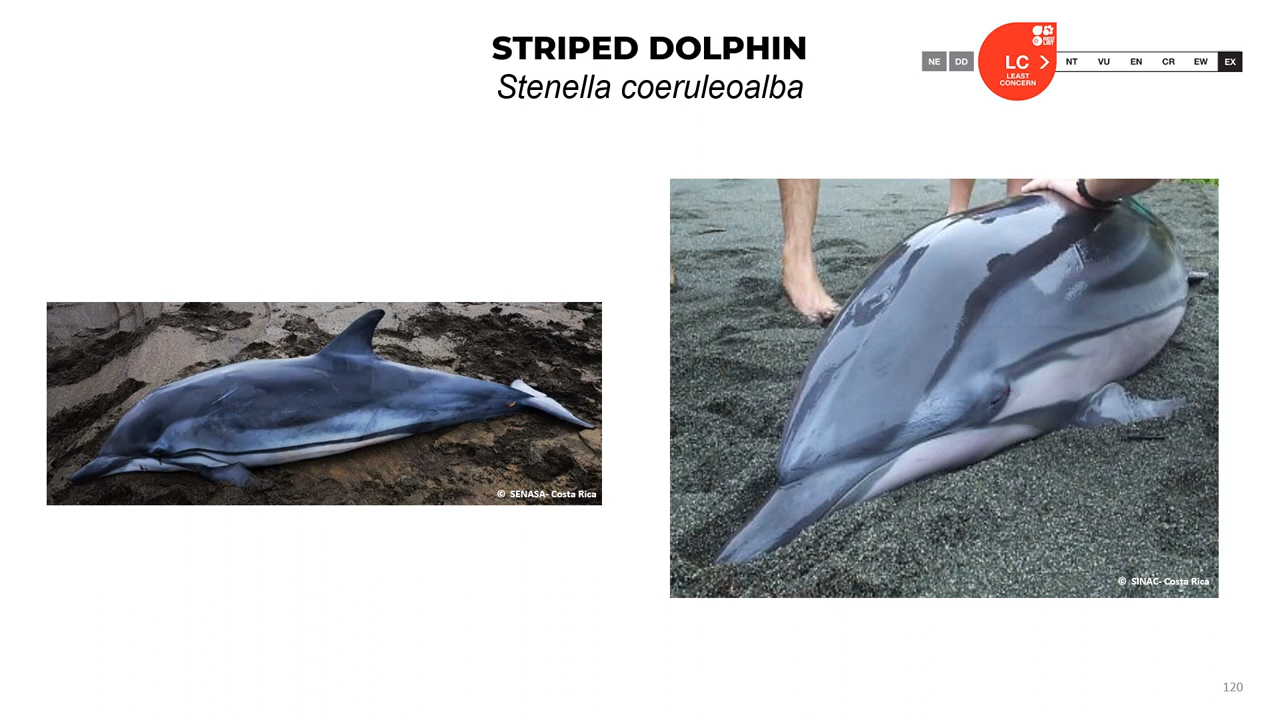 STRIPED DOLPHIN
Stenella coeruleoalba
NE DD LC NT VU EN CR EW EX
LEAST
CONCERN
© SENASA- Costa Rica
© SINAC- Costa Rica
120